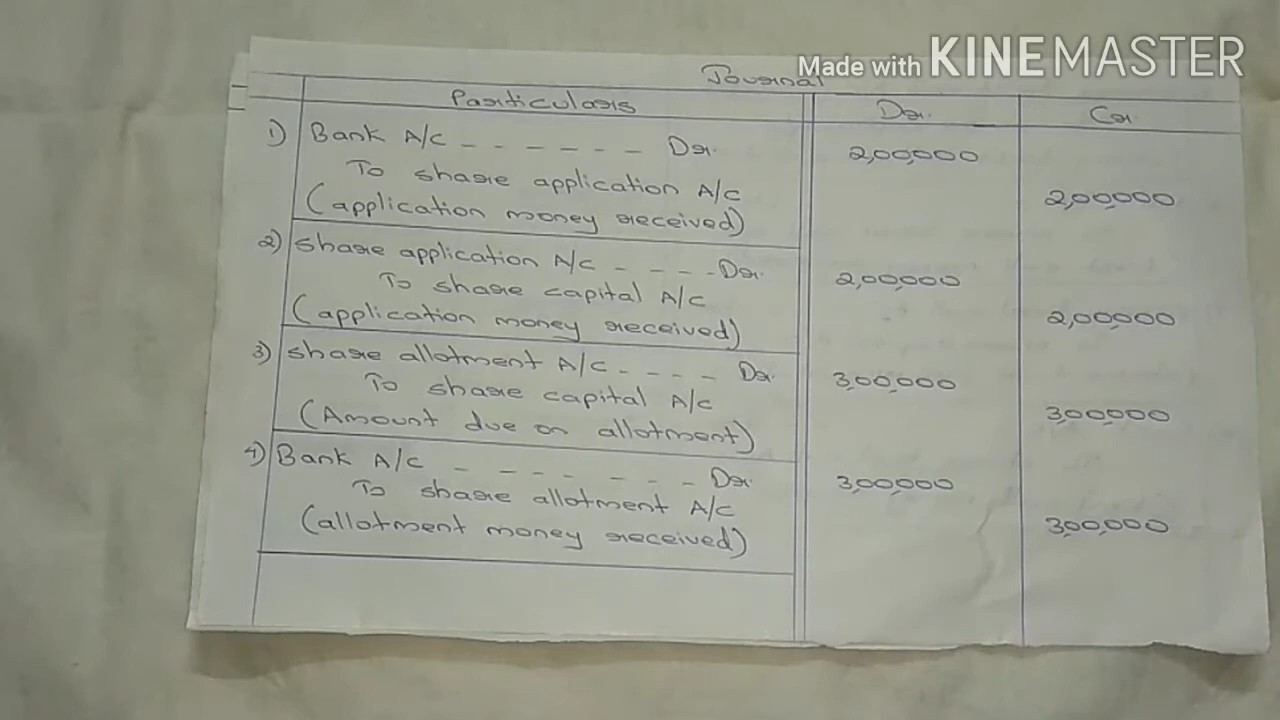 Made with KINEMASTER
Journal
Particulars Dr. Cr.
1) Bank A/C _ _ _ _ _ _ Dr. 2,00,000
To share application A/C 2,00,000
(application money received)
2) share application A/C - - - - Dr. 2,00,000
To share capital A/C 2,00,000
(application money received)
3) share allotment A/C - - - - Dr. 3,00,000
To share capital A/C 3,00,000
(Amount due on allotment)
4) Bank A/C - - - - - - - Dr. 3,00,000
To share allotment A/C 3,00,000
(allotment money received)